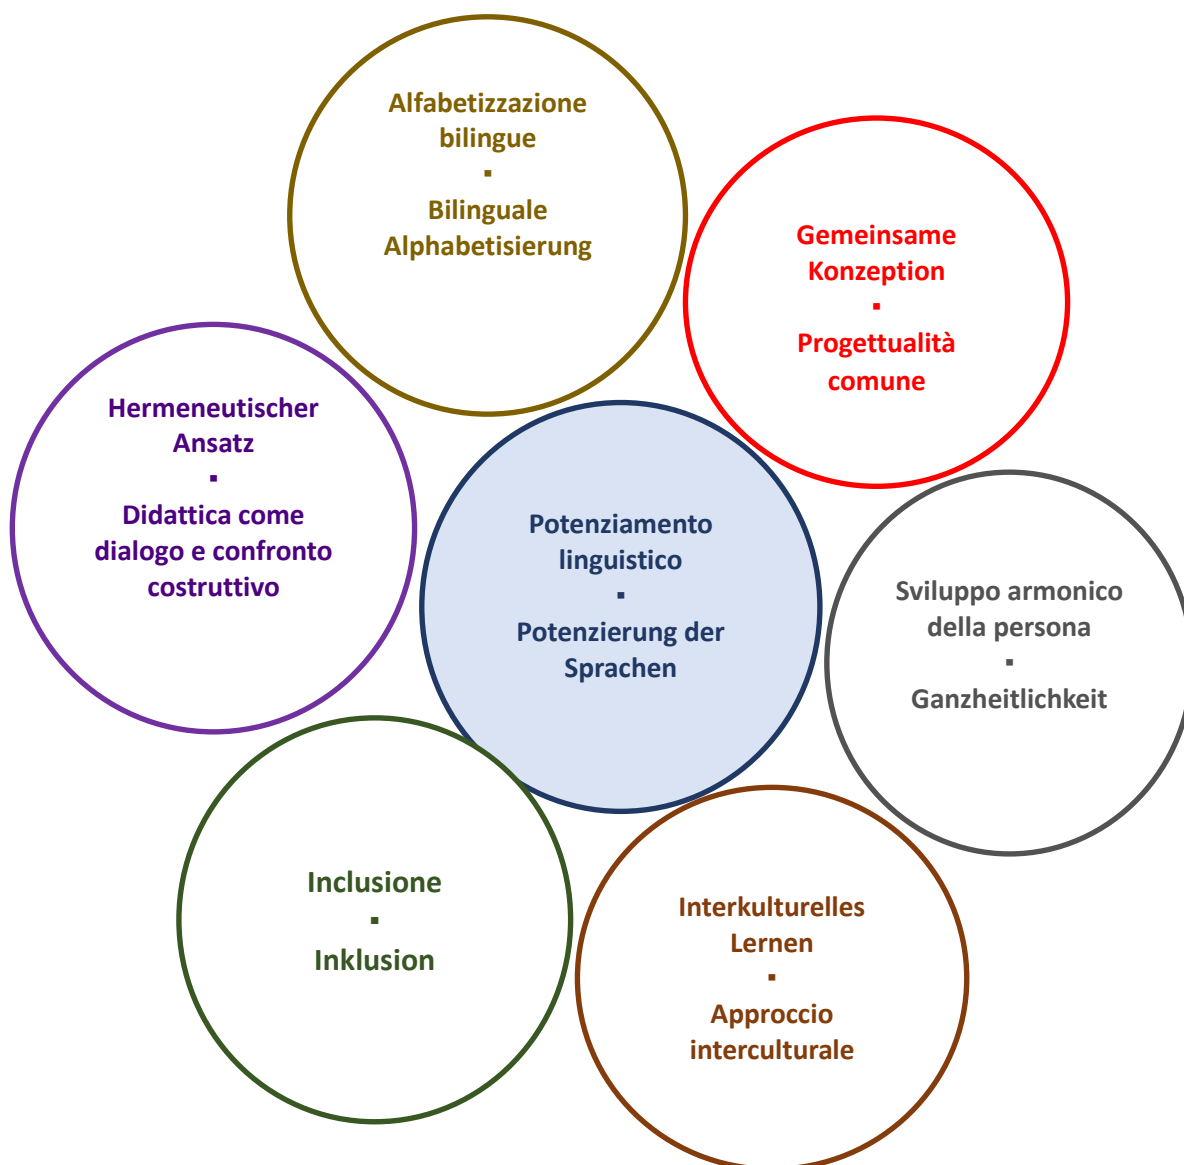 Alfabetizzazione
bilingue
▪
Bilinguale
Alphabetisierung
Gemeinsame
Konzeption
▪
Progettualità
comune
Hermeneutischer
Ansatz
▪
Didattica come
dialogo e confronto
costruttivo
Potenziamento
linguistico
▪
Potenzierung der
Sprachen
Sviluppo armonico
della persona
▪
Ganzheitlichkeit
Inclusione
▪
Inklusion
Interkulturelles
Lernen
▪
Approccio
interculturale